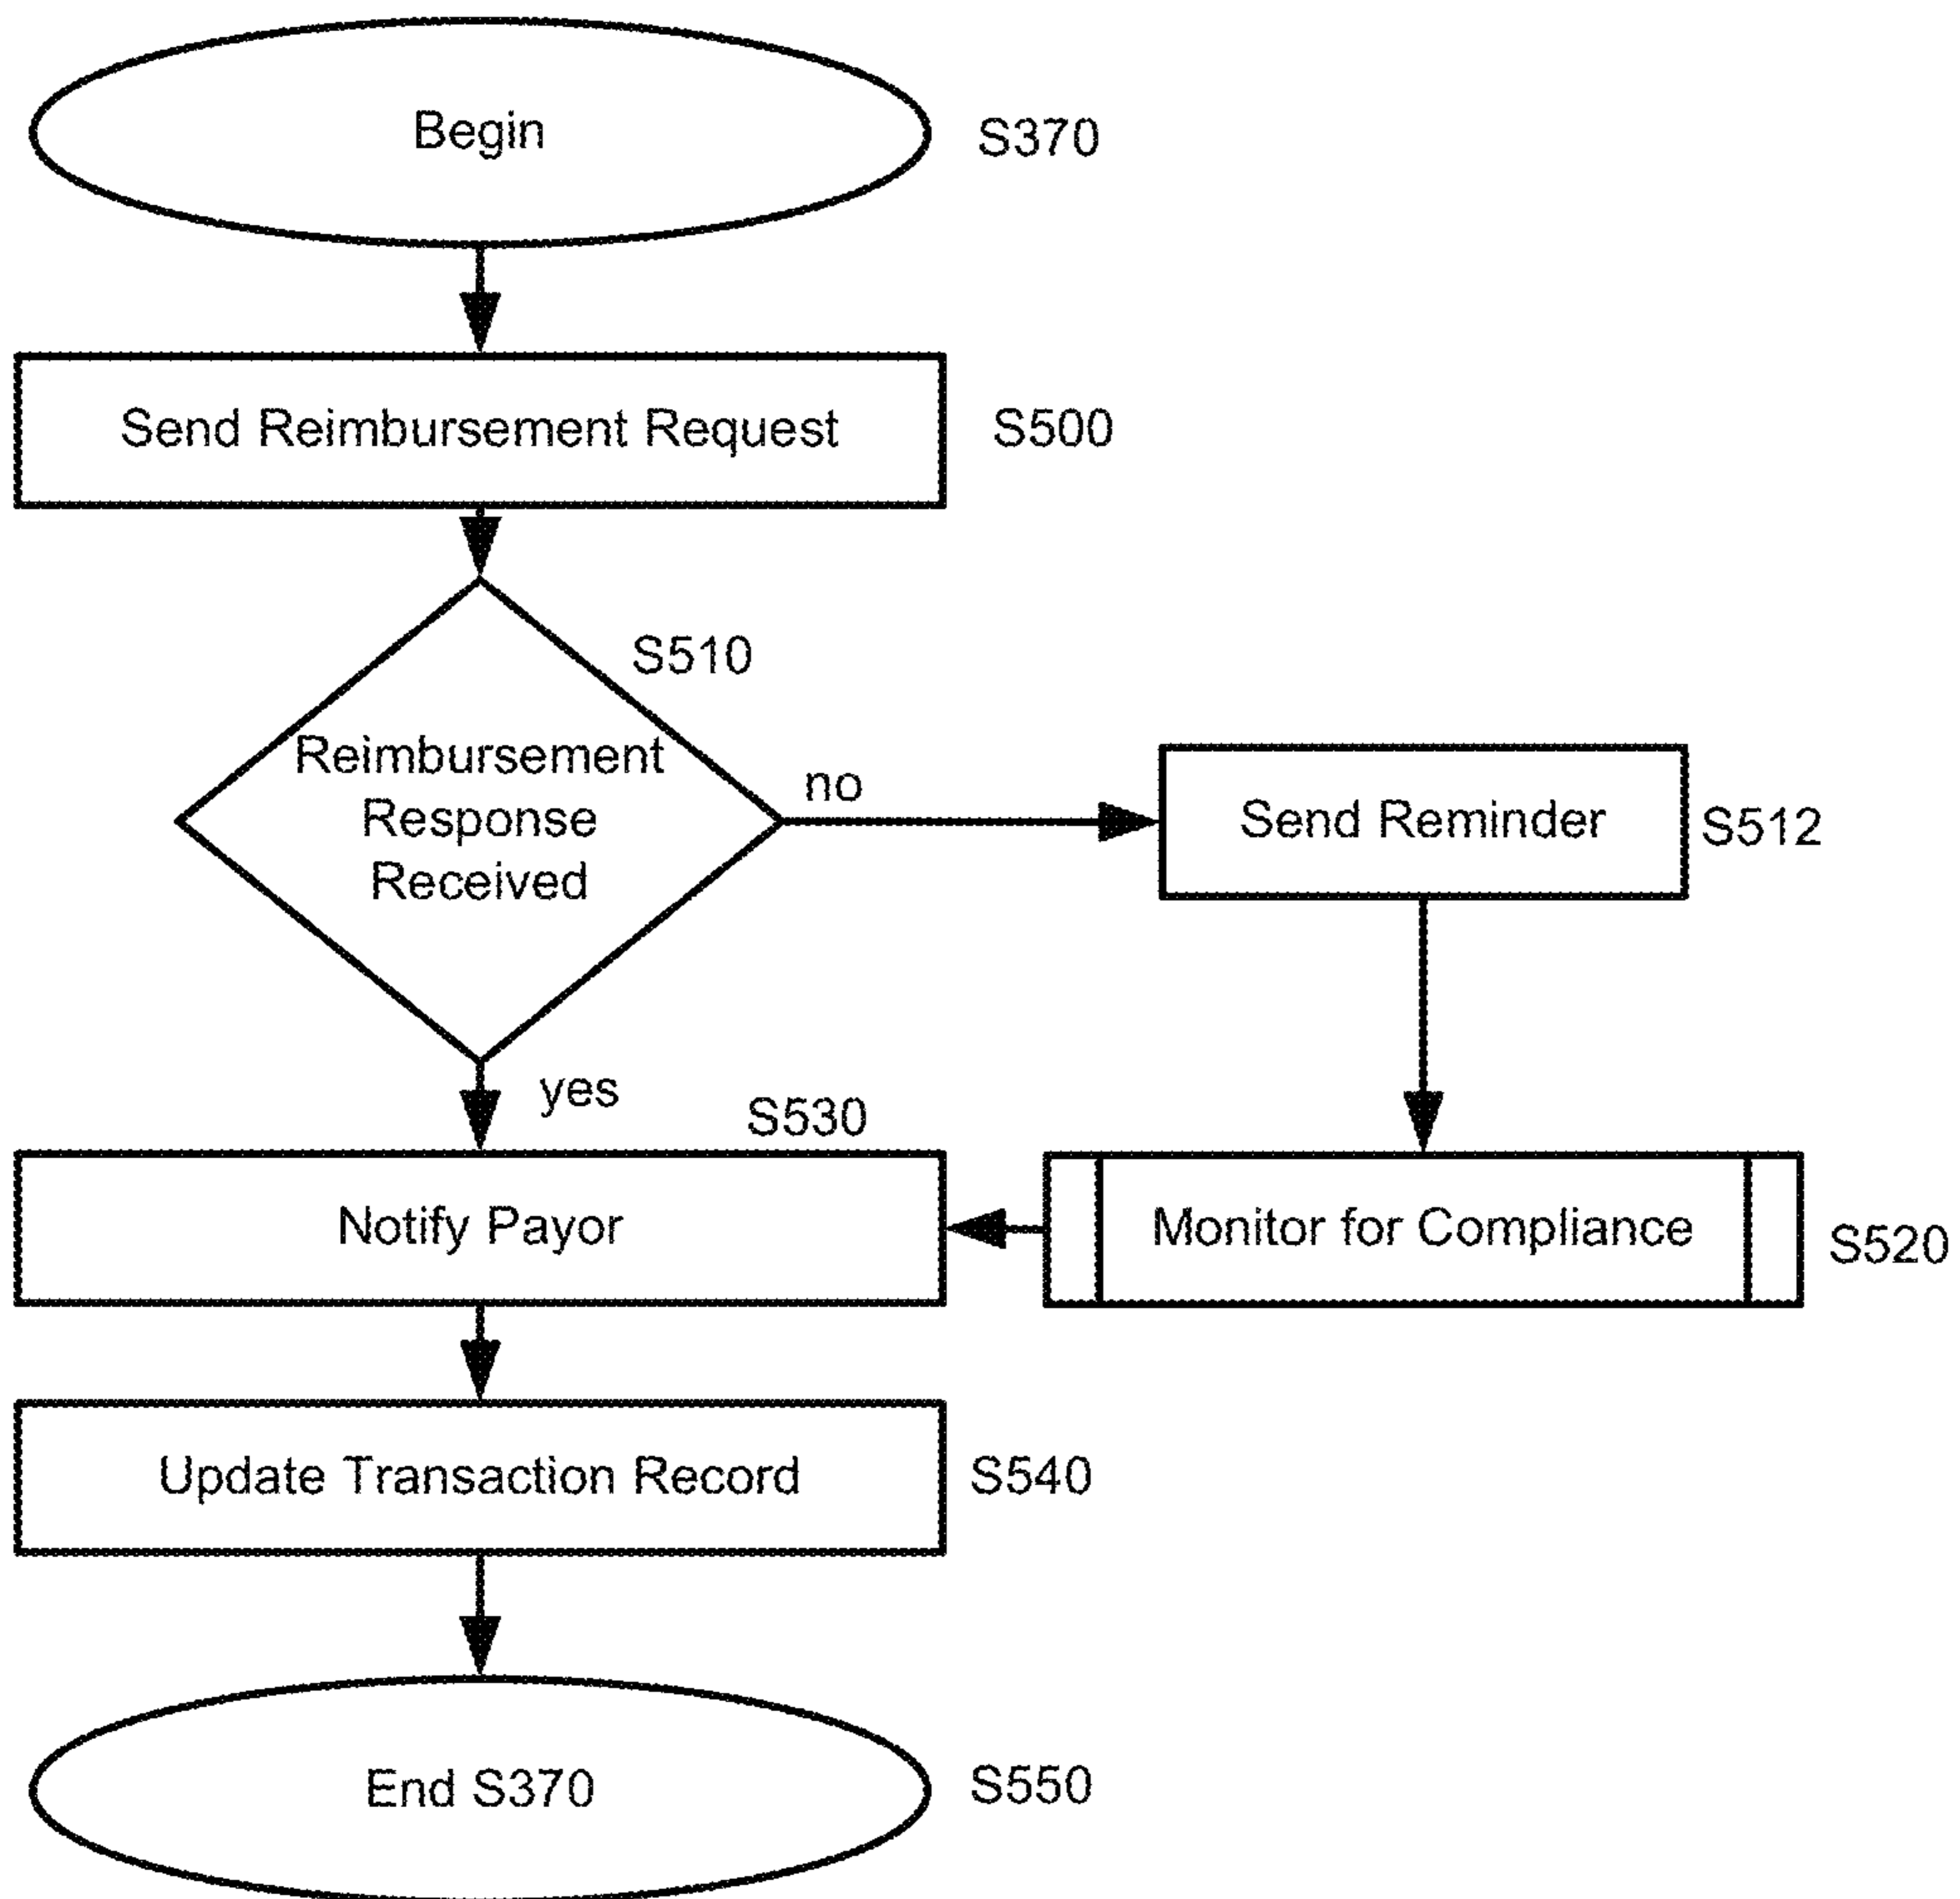 Begin
S370
Send Reimbursement Request
S500
S510
Reimbursement
Response
Received
no
Send Reminder
S512
yes
S530
Notify Payor
Monitor for Compliance
S520
Update Transaction Record
S540
End S370
S550